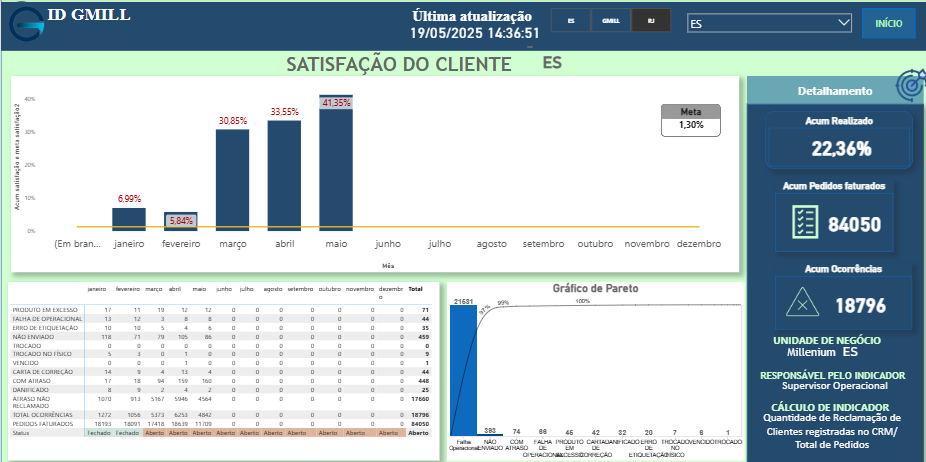 ID GMILL
Última atualização
19/05/2025 14:36:51
ES GMILL RJ
ES
INÍCIO
SATISFAÇÃO DO CLIENTE ES
Acum satisfação e meta satisfação2
40%
30%
20%
10%
0%
6,99%
5,84%
30,85%
33,55%
41,35%
Meta
1,30%
(Em bran... janeiro fevereiro março abril maio junho julho agosto setembro outubro novembro dezembro
Mês
janeiro fevereiro março abril maio junho julho agosto setembro outubro novembro dezembro Total
PRODUTO EM EXCESSO 17 11 19 12 12 0 0 0 0 0 0 0 71
FALHA DE OPERACIONAL 13 12 3 8 8 0 0 0 0 0 0 0 44
ERRO DE ETIQUETAÇÃO 10 10 5 4 6 0 0 0 0 0 0 0 35
NÃO ENVIADO 118 71 79 105 86 0 0 0 0 0 0 0 459
TROCADO 0 0 0 0 0 0 0 0 0 0 0 0 0
TROCADO NO FÍSICO 5 3 0 1 0 0 0 0 0 0 0 0 9
VENCIDO 0 0 0 1 0 0 0 0 0 0 0 0 1
CARTA DE CORREÇÃO 14 9 4 13 4 0 0 0 0 0 0 0 44
COM ATRASO 17 18 94 159 160 0 0 0 0 0 0 0 448
DANIFICADO 8 9 2 4 2 0 0 0 0 0 0 0 25
ATRASO NÃO RECLAMADO 1070 913 5167 5946 4564 0 0 0 0 0 0 0 17660
TOTAL OCORRÊNCIAS 1272 1056 5373 6253 4842 0 0 0 0 0 0 0 18796
PEDIDOS FATURADOS 18193 18091 17418 18639 11709 0 0 0 0 0 0 0 84050
Status Fechado Fechado Aberto Aberto Aberto Aberto Aberto Aberto Aberto Aberto Aberto Aberto Aberto
Gráfico de Pareto
21681
97% 99% 100%
393 74 66 45 42 32 20 7 6 1
Falha Operacional
NÃO ENVIADO
COM ATRASO
FALHA DE OPERACIONAL
PRODUTO EM EXCESSO
CARTA DE CORREÇÃO
DANIFICADO
ERRO DE ETIQUETAÇÃO
TROCADO NO FÍSICO
VENCIDO
TROCADO
Detalhamento
Acum Realizado
22,36%
Acum Pedidos faturados
84050
Acum Ocorrências
18796
UNIDADE DE NEGÓCIO
Millenium ES
RESPONSÁVEL PELO INDICADOR
Supervisor Operacional
CÁLCULO DE INDICADOR
Quantidade de Reclamação de
Clientes registradas no CRM/
Total de Pedidos